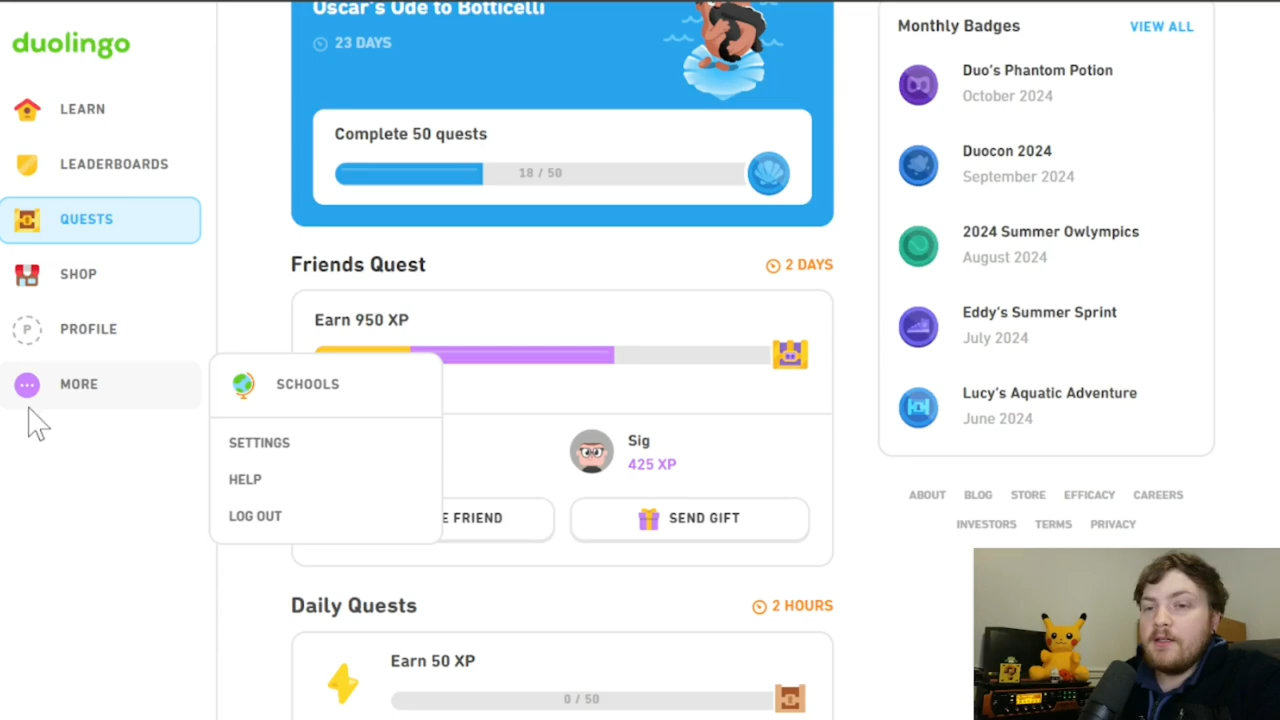 duolingo
LEARN
LEADERBOARDS
QUESTS
SHOP
P
PROFILE
MORE
SCHOOLS
SETTINGS
HELP
LOG OUT
Oscar's Ode to Botticelli
23 DAYS
Complete 50 quests
18 / 50
Friends Quest
2 DAYS
Earn 950 XP
Sig
425 XP
E FRIEND
SEND GIFT
Daily Quests
2 HOURS
Earn 50 XP
0 / 50
Monthly Badges
VIEW ALL
Duo's Phantom Potion
October 2024
Duocon 2024
September 2024
2024 Summer Owlympics
August 2024
Eddy's Summer Sprint
July 2024
Lucy's Aquatic Adventure
June 2024
ABOUT BLOG STORE EFFICACY CAREERS
INVESTORS TERMS PRIVACY